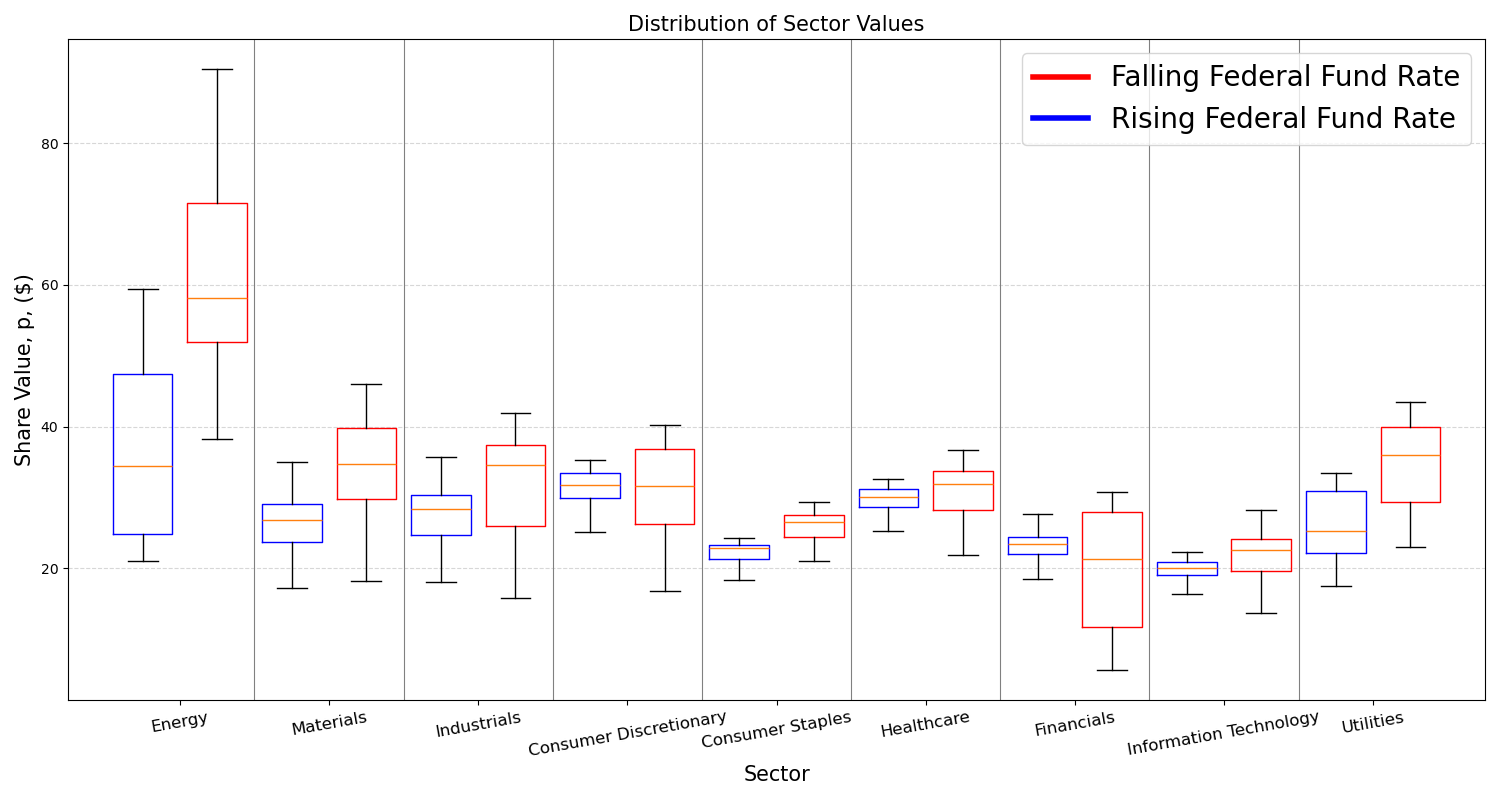 Distribution of Sector Values
Falling Federal Fund Rate
Rising Federal Fund Rate
Share Value, p, ($)
80
60
40
20
Energy
Materials
Industrials
Consumer Discretionary
Consumer Staples
Healthcare
Financials
Information Technology
Utilities
Sector